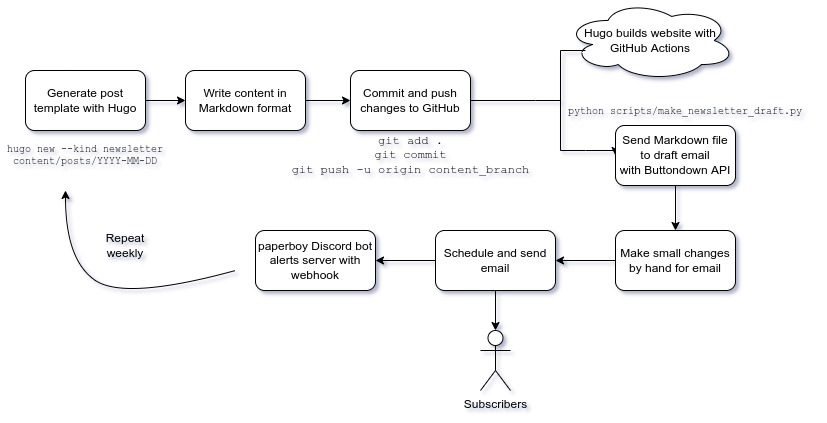 Hugo builds website with
GitHub Actions
Generate post
template with Hugo
Write content in
Markdown format
Commit and push
changes to GitHub
python scripts/make_newsletter_draft.py
hugo new --kind newsletter
content/posts/YYYY-MM-DD
git add .
git commit
git push -u origin content_branch
Send Markdown file
to draft email
with Buttondown API
Repeat
weekly
paperboy Discord bot
alerts server with
webhook
Schedule and send
email
Make small changes
by hand for email
Subscribers